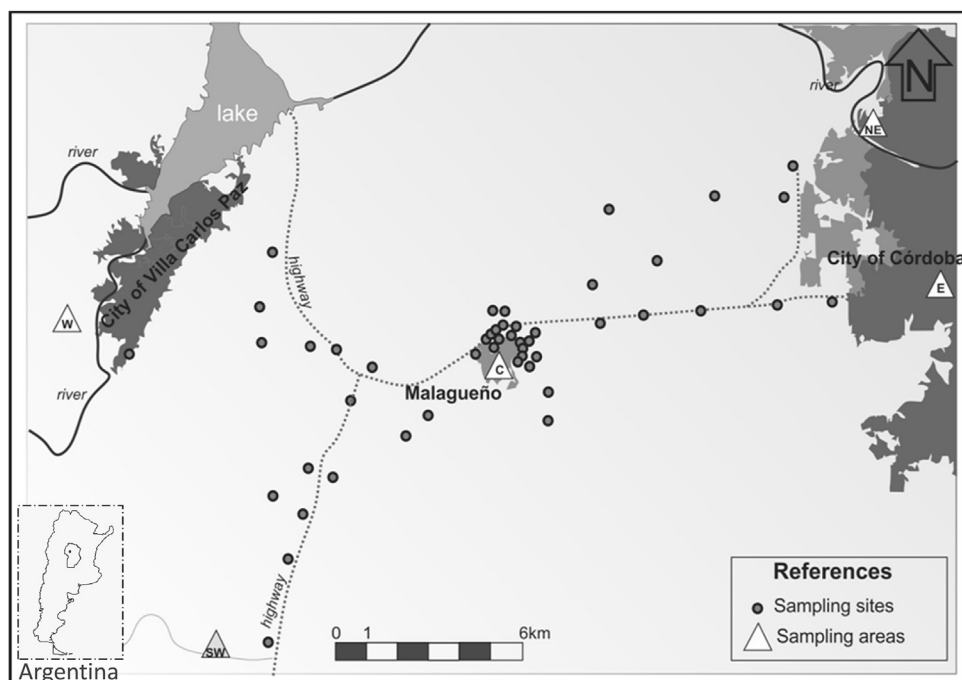 N
river
NE
lake
river
City of Villa Carlos Paz
highway
City of Córdoba
E
W
C
Malagueño
river
highway
References
Sampling sites
Sampling areas
0 1 6km
SW
Argentina